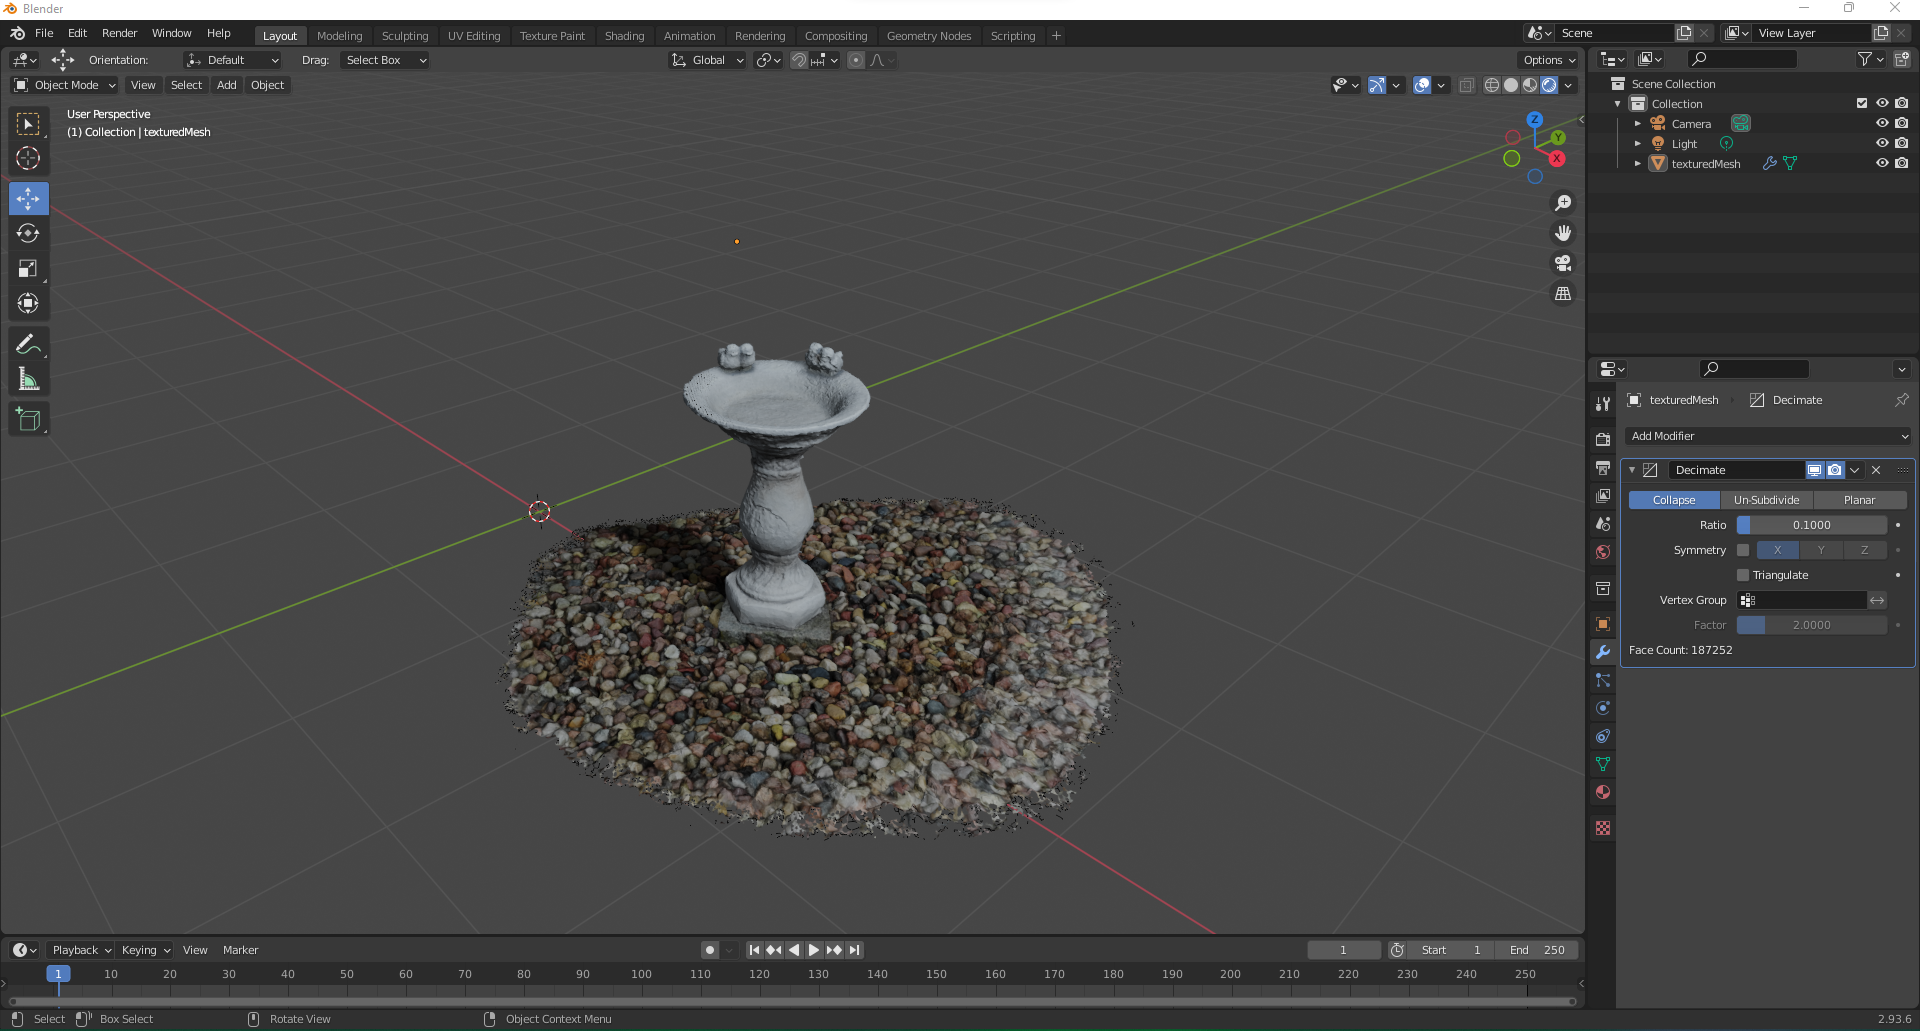 Blender
File Edit Render Window Help Layout Modeling Sculpting UV Editing Texture Paint Shading Animation Rendering Compositing Geometry Nodes Scripting + Scene View Layer
Orientation: Default Drag: Select Box Global Options
Object Mode View Select Add Object
User Perspective
(1) Collection | texturedMesh
Z
Y
X
Scene Collection
Collection
Camera
Light
texturedMesh
texturedMesh Decimate
Add Modifier
Decimate
Collapse Un-Subdivide Planar
Ratio 0.1000
Symmetry X Y Z
Triangulate
Vertex Group
Factor 2.0000
Face Count: 187252
Playback Keying View Marker 1 Start 1 End 250
1 10 20 30 40 50 60 70 80 90 100 110 120 130 140 150 160 170 180 190 200 210 220 230 240 250
Select Box Select Rotate View Object Context Menu 2.93.6